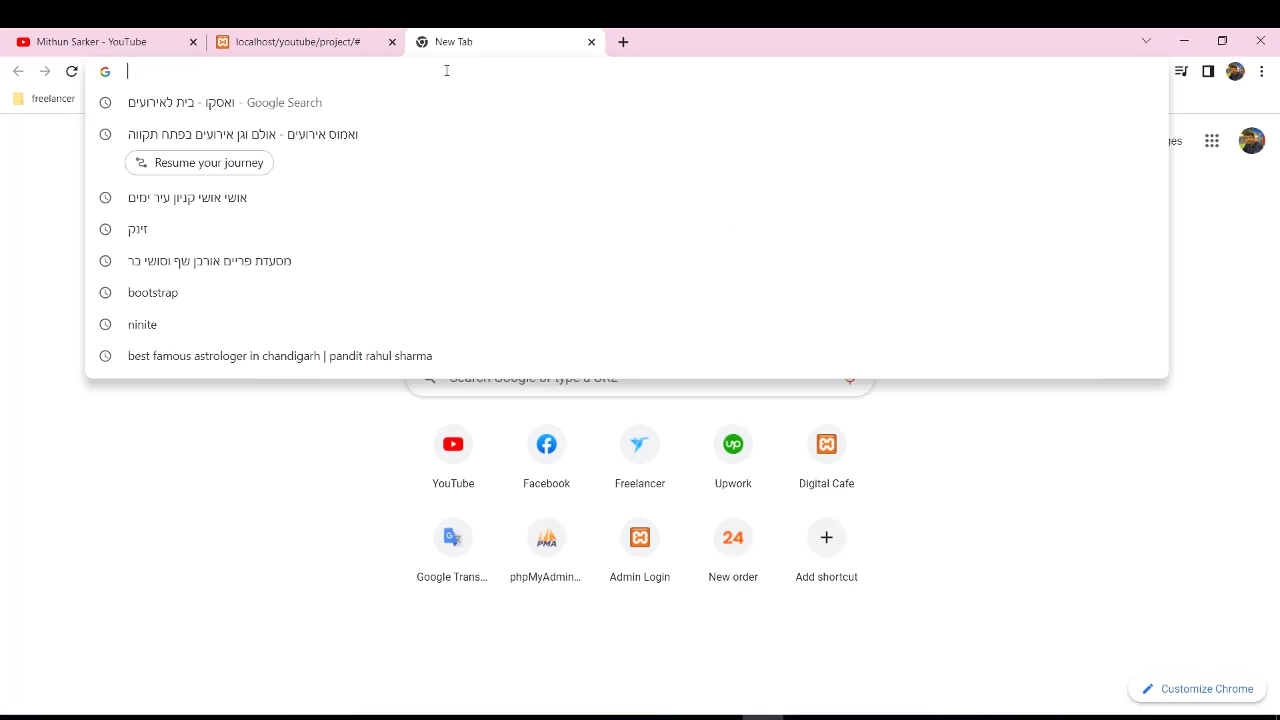 Mithun Sarker - YouTube
localhost/youtube/project/#
New Tab
freelancer
ואסקו - בית לאירועים - Google Search
ואמוס אירועים - אולם וגן אירועים בפתח תקווה
Resume your journey
אושי אושי קניון עיר ימים
זינק
מסעדת פריים אורבן שף וסושי בר
bootstrap
ninite
best famous astrologer in chandigarh | pandit rahul sharma
Search Google or type a URL
YouTube
Facebook
Freelancer
Upwork
Digital Cafe
Google Trans...
phpMyAdmin...
Admin Login
New order
Add shortcut
Customize Chrome